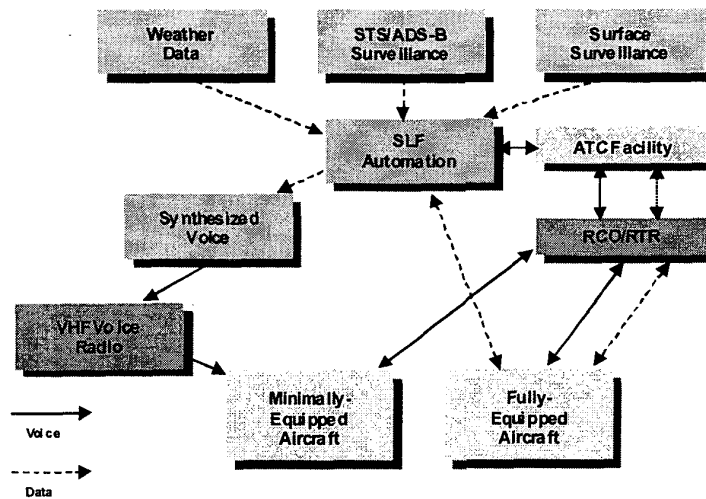 Weather
Data
STS/ADS-B
Surveillance
Surface
Surveillance
SLF
Automation
ATC Facility
Synthesized
Voice
RCO/RTR
VHF Voice
Radio
Minimally-
Equipped
Aircraft
Fully-
Equipped
Aircraft
Voice
Data